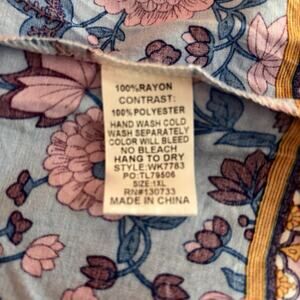 100%RAYON
CONTRAST:
100%POLYESTER
HAND WASH COLD
WASH SEPARATELY
COLOR WILL BLEED
NO BLEACH
HANG TO DRY
STYLE:WK7783
PO:TL79506
SIZE:1XL
RN#130733
MADE IN CHINA